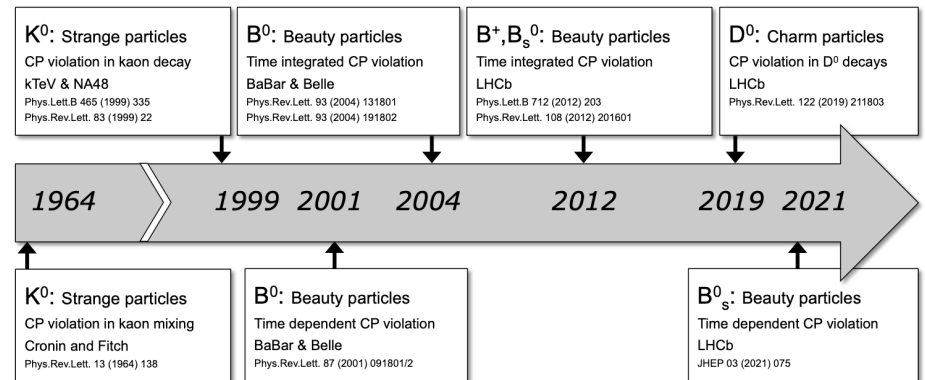 K⁰: Strange particles
CP violation in kaon decay
kTeV & NA48
Phys.Lett.B 465 (1999) 335
Phys.Rev.Lett. 83 (1999) 22
B⁰: Beauty particles
Time integrated CP violation
BaBar & Belle
Phys.Rev.Lett. 93 (2004) 131801
Phys.Rev.Lett. 93 (2004) 191802
B⁺,Bₛ⁰: Beauty particles
Time integrated CP violation
LHCb
Phys.Lett.B 712 (2012) 203
Phys.Rev.Lett. 108 (2012) 201601
D⁰: Charm particles
CP violation in D⁰ decays
LHCb
Phys.Rev.Lett. 122 (2019) 211803
1964 1999 2001 2004 2012 2019 2021
K⁰: Strange particles
CP violation in kaon mixing
Cronin and Fitch
Phys.Rev.Lett. 13 (1964) 138
B⁰: Beauty particles
Time dependent CP violation
BaBar & Belle
Phys.Rev.Lett. 87 (2001) 091801/2
B⁰ₛ: Beauty particles
Time dependent CP violation
LHCb
JHEP 03 (2021) 075